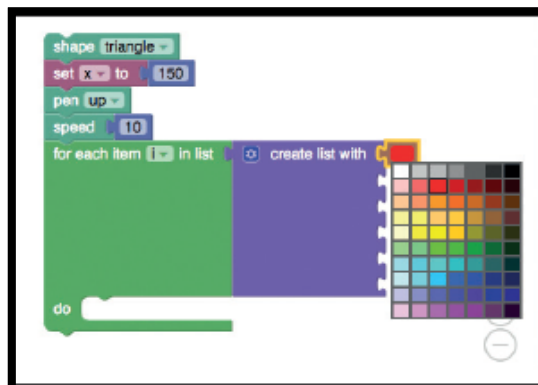 shape triangle
set x to 150
pen up
speed 10
for each item i in list create list with
do